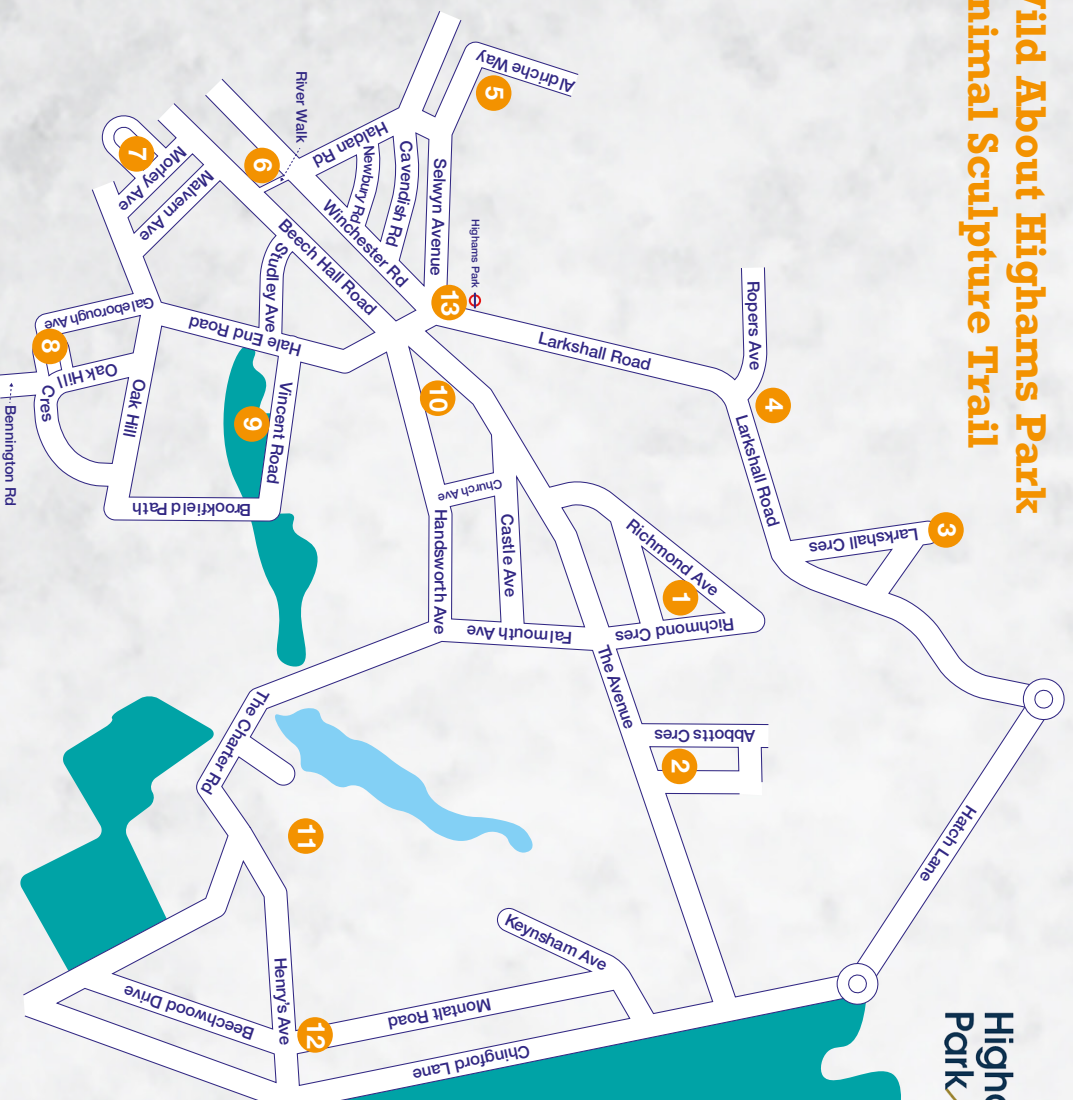 Wild About Highams Park
Animal Sculpture Trail
Highams
Park
Aldriche Way
5
River Walk
Haldan Rd
Newbury Rd
Cavendish Rd
Selwyn Avenue
Winchester Rd
Highams Park
13
6
7
Morley Ave
Malvern Ave
Beech Hall Road
Studley Ave
Hale End Road
Galeborough Ave
8
Oak Hill
Cres
Oak Hill
Bennington Rd
Vincent Road
9
Brookfield Path
10
Larkshall Road
Ropers Ave
4
Larkshall Road
Larkshall Cres
3
Church Ave
Castle Ave
Handsworth Ave
Falmouth Ave
Richmond Ave
1
Richmond Cres
The Avenue
Abbotts Cres
2
Hatch Lane
The Charter Rd
11
Keynsham Ave
Henry's Ave
12
Montalt Road
Beechwood Drive
Chingford Lane